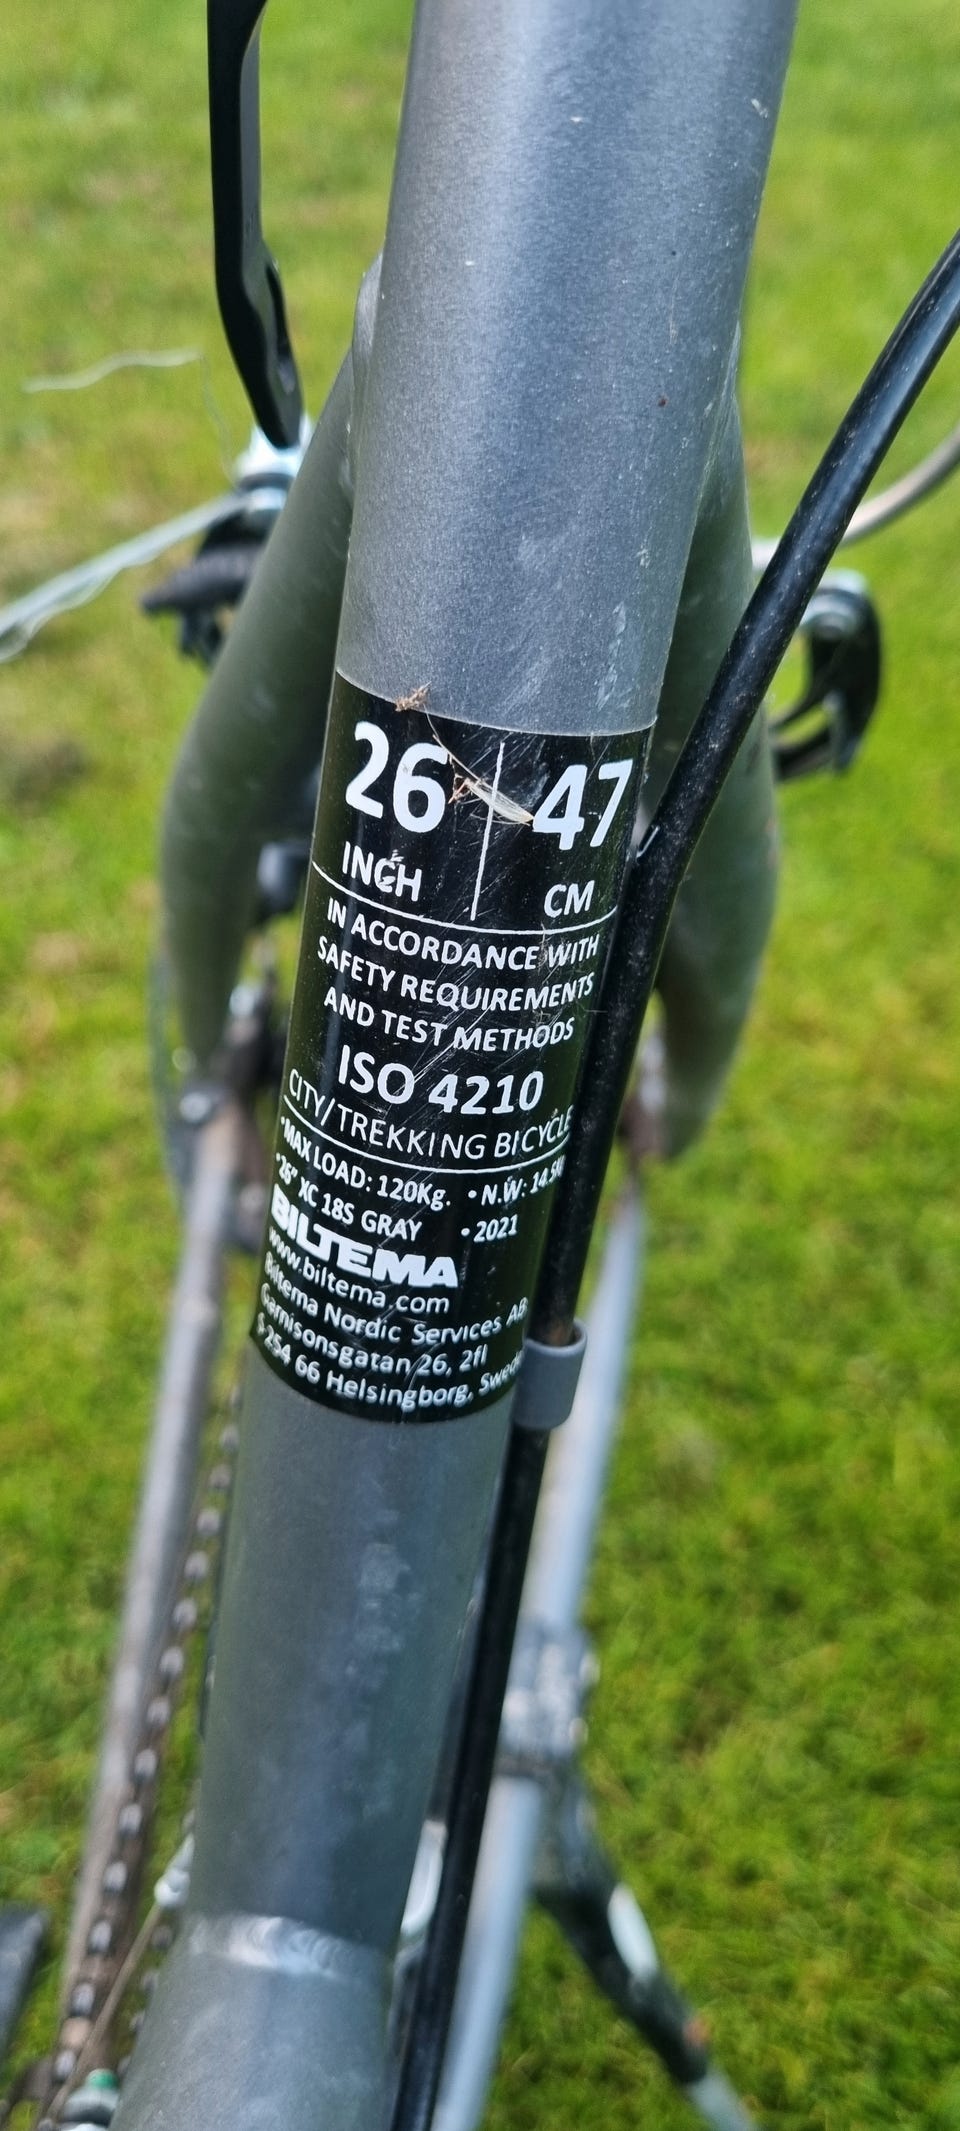 26 47
INCH CM
IN ACCORDANCE WITH
SAFETY REQUIREMENTS
AND TEST METHODS
ISO 4210
CITY/TREKKING BICYCLE
•MAX LOAD: 120Kg. •N.W: 14.5
•26" XC 18S GRAY •2021
BILTEMA
www.biltema.com
Biltema Nordic Services AB
Garnisonsgatan 26, 2fl
S-254 66 Helsingborg,